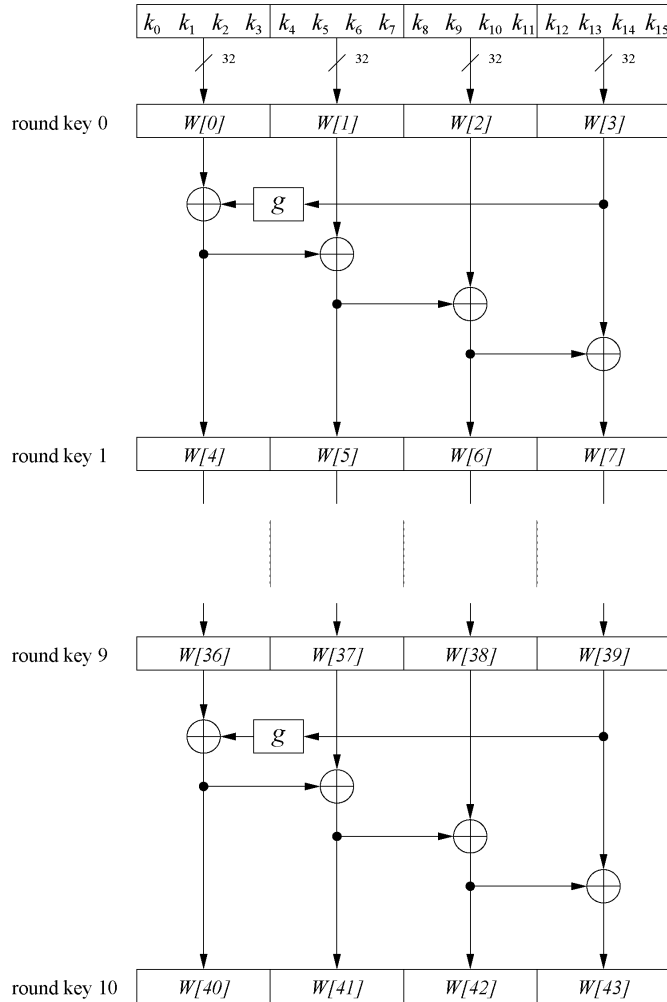 k0 k1 k2 k3 k4 k5 k6 k7 k8 k9 k10 k11 k12 k13 k14 k15
32 32 32 32
round key 0 W[0] W[1] W[2] W[3]
g
round key 1 W[4] W[5] W[6] W[7]
round key 9 W[36] W[37] W[38] W[39]
g
round key 10 W[40] W[41] W[42] W[43]